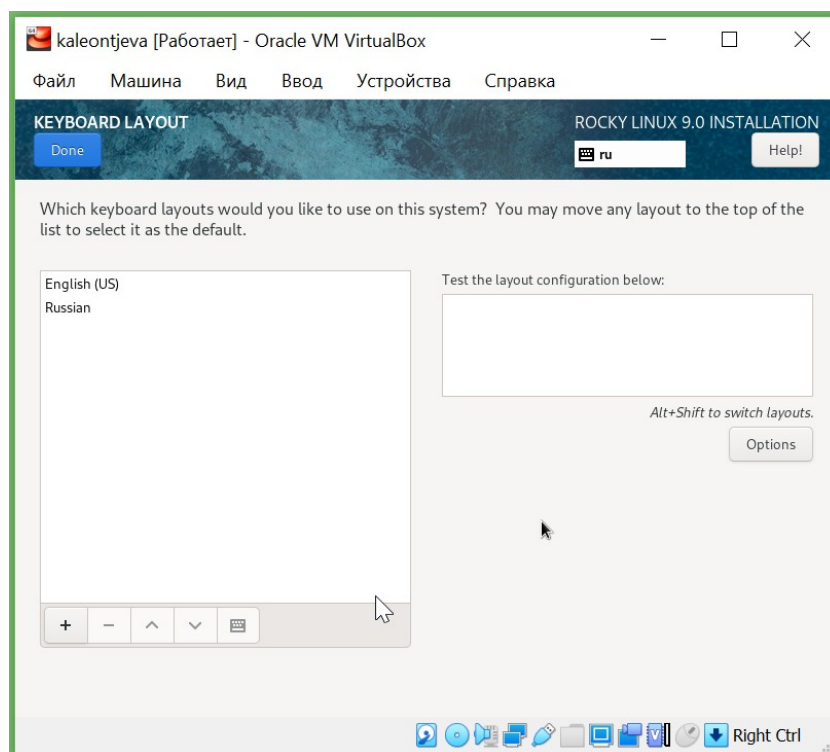 kaleontjeva [Работает] - Oracle VM VirtualBox
Файл Машина Вид Ввод Устройства Справка
KEYBOARD LAYOUT
ROCKY LINUX 9.0 INSTALLATION
Done
ru
Help!
Which keyboard layouts would you like to use on this system? You may move any layout to the top of the
list to select it as the default.
English (US)
Russian
Test the layout configuration below:
Alt+Shift to switch layouts.
Options
Right Ctrl